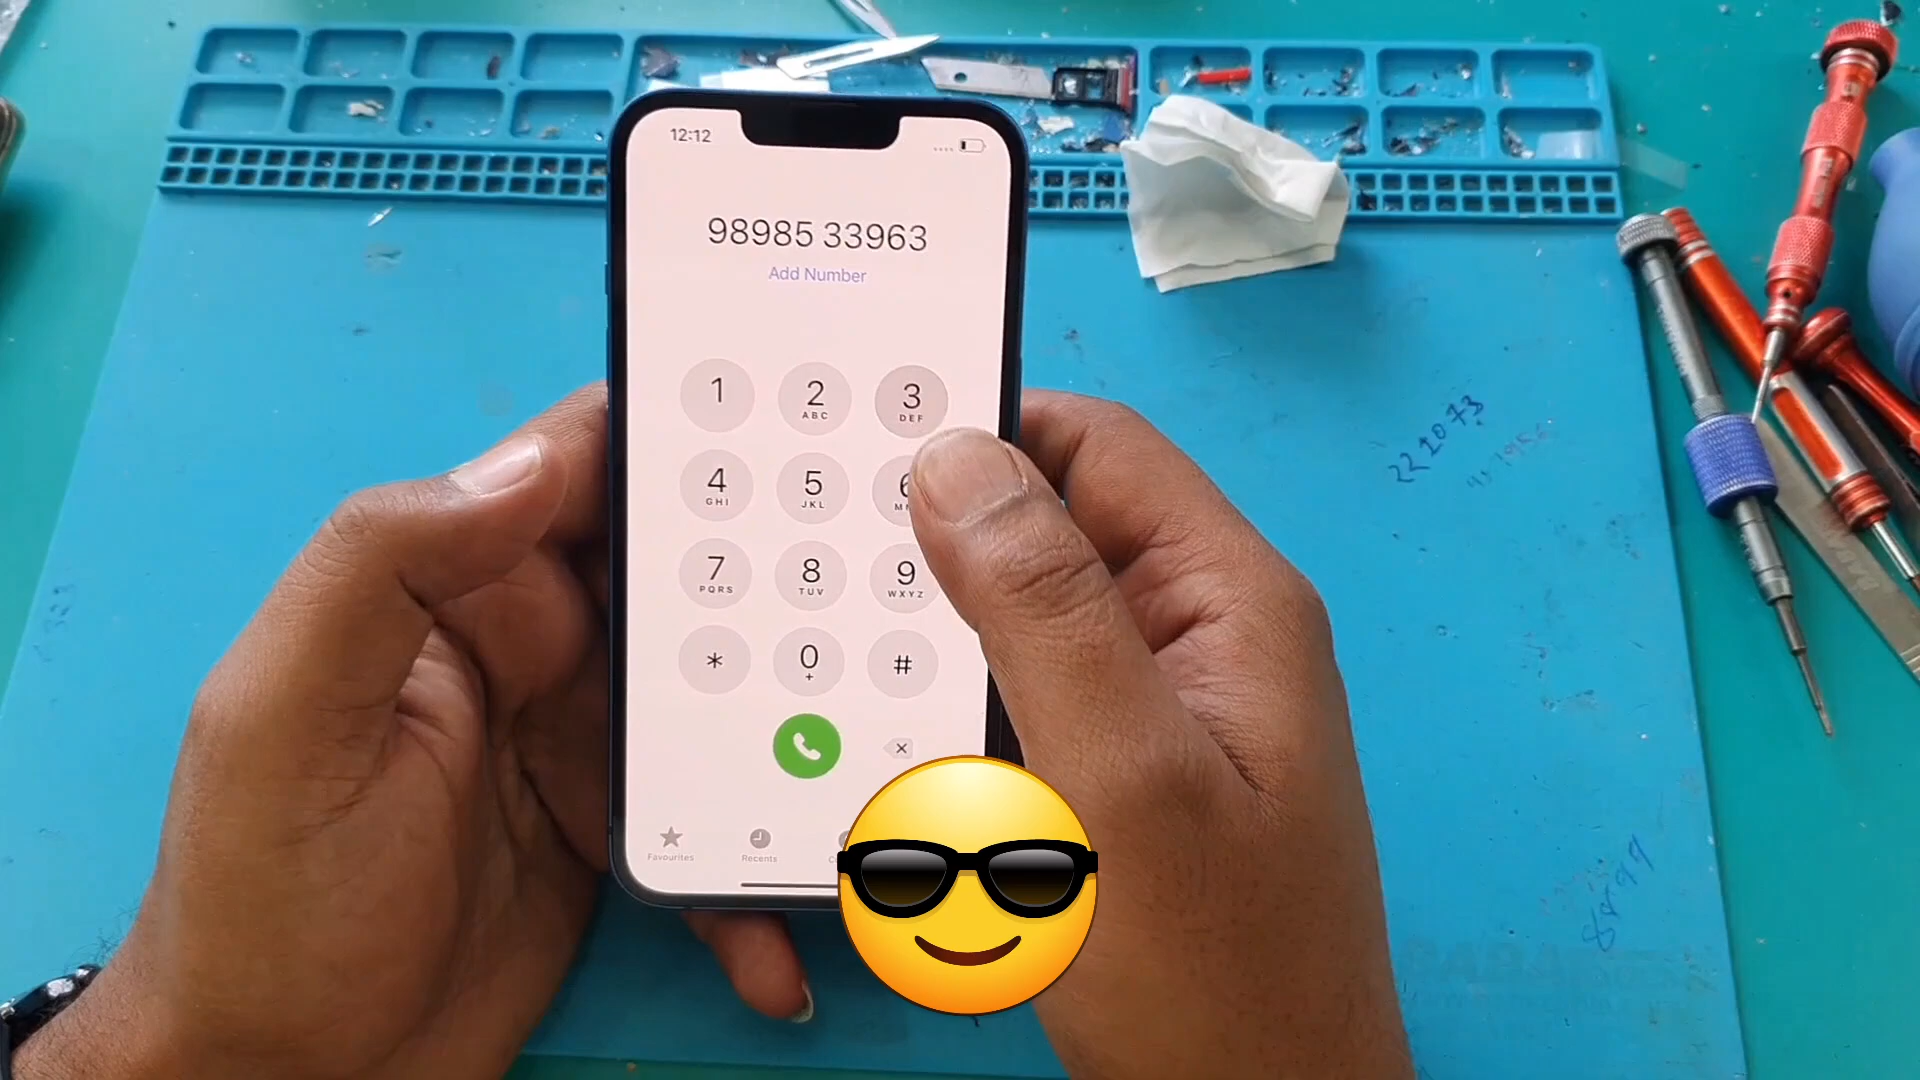 12:12
98985 33963
Add Number
1
2
ABC
3
DEF
4
GHI
5
JKL
6
7
PQRS
8
TUV
9
WXYZ
*
0
+
#
Favourites
Recents
221073